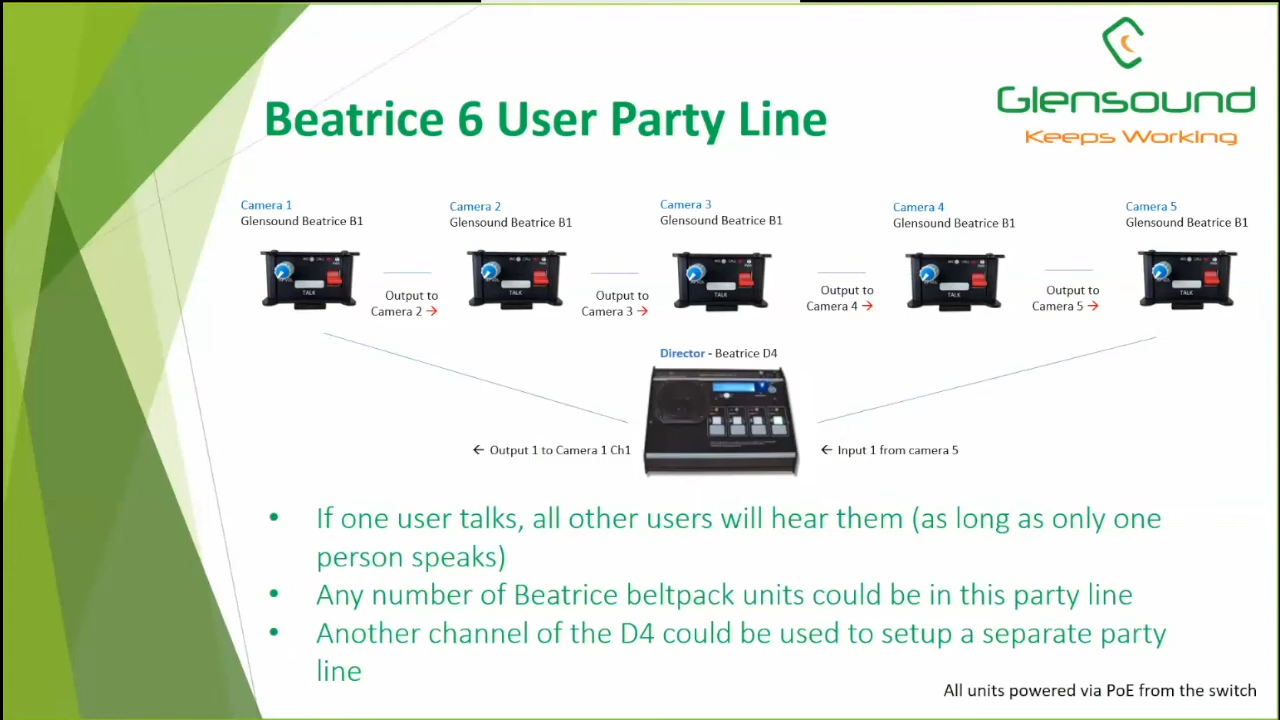 Glensound
Keeps Working
Beatrice 6 User Party Line
Camera 1
Glensound Beatrice B1
Camera 2
Glensound Beatrice B1
Camera 3
Glensound Beatrice B1
Camera 4
Glensound Beatrice B1
Camera 5
Glensound Beatrice B1
TALK
TALK
TALK
TALK
TALK
Output to
Camera 2 →
Output to
Camera 3 →
Output to
Camera 4 →
Output to
Camera 5 →
Director - Beatrice D4
← Output 1 to Camera 1 Ch1
← Input 1 from camera 5
• If one user talks, all other users will hear them (as long as only one
person speaks)
• Any number of Beatrice beltpack units could be in this party line
• Another channel of the D4 could be used to setup a separate party
line
All units powered via PoE from the switch